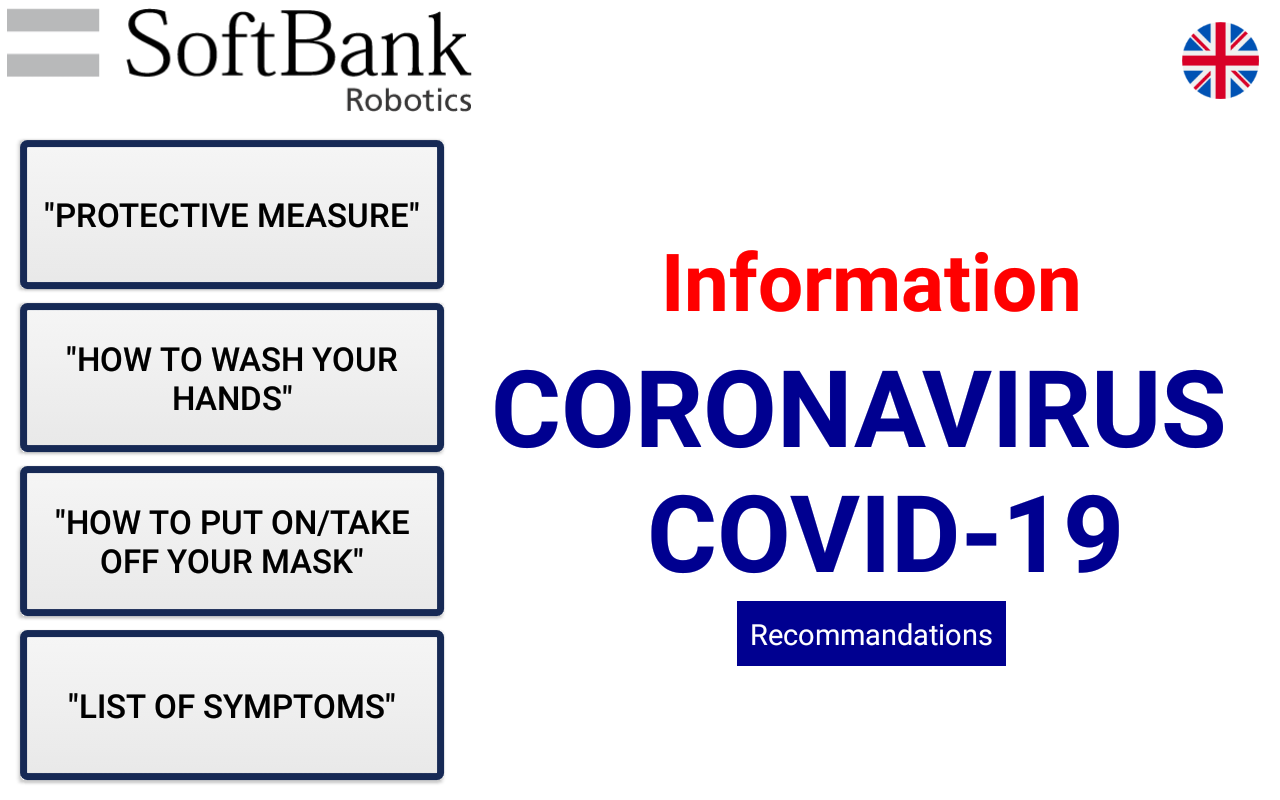 SoftBank
Robotics
"PROTECTIVE MEASURE"
"HOW TO WASH YOUR
HANDS"
"HOW TO PUT ON/TAKE
OFF YOUR MASK"
"LIST OF SYMPTOMS"
Information
CORONAVIRUS
COVID-19
Recommandations